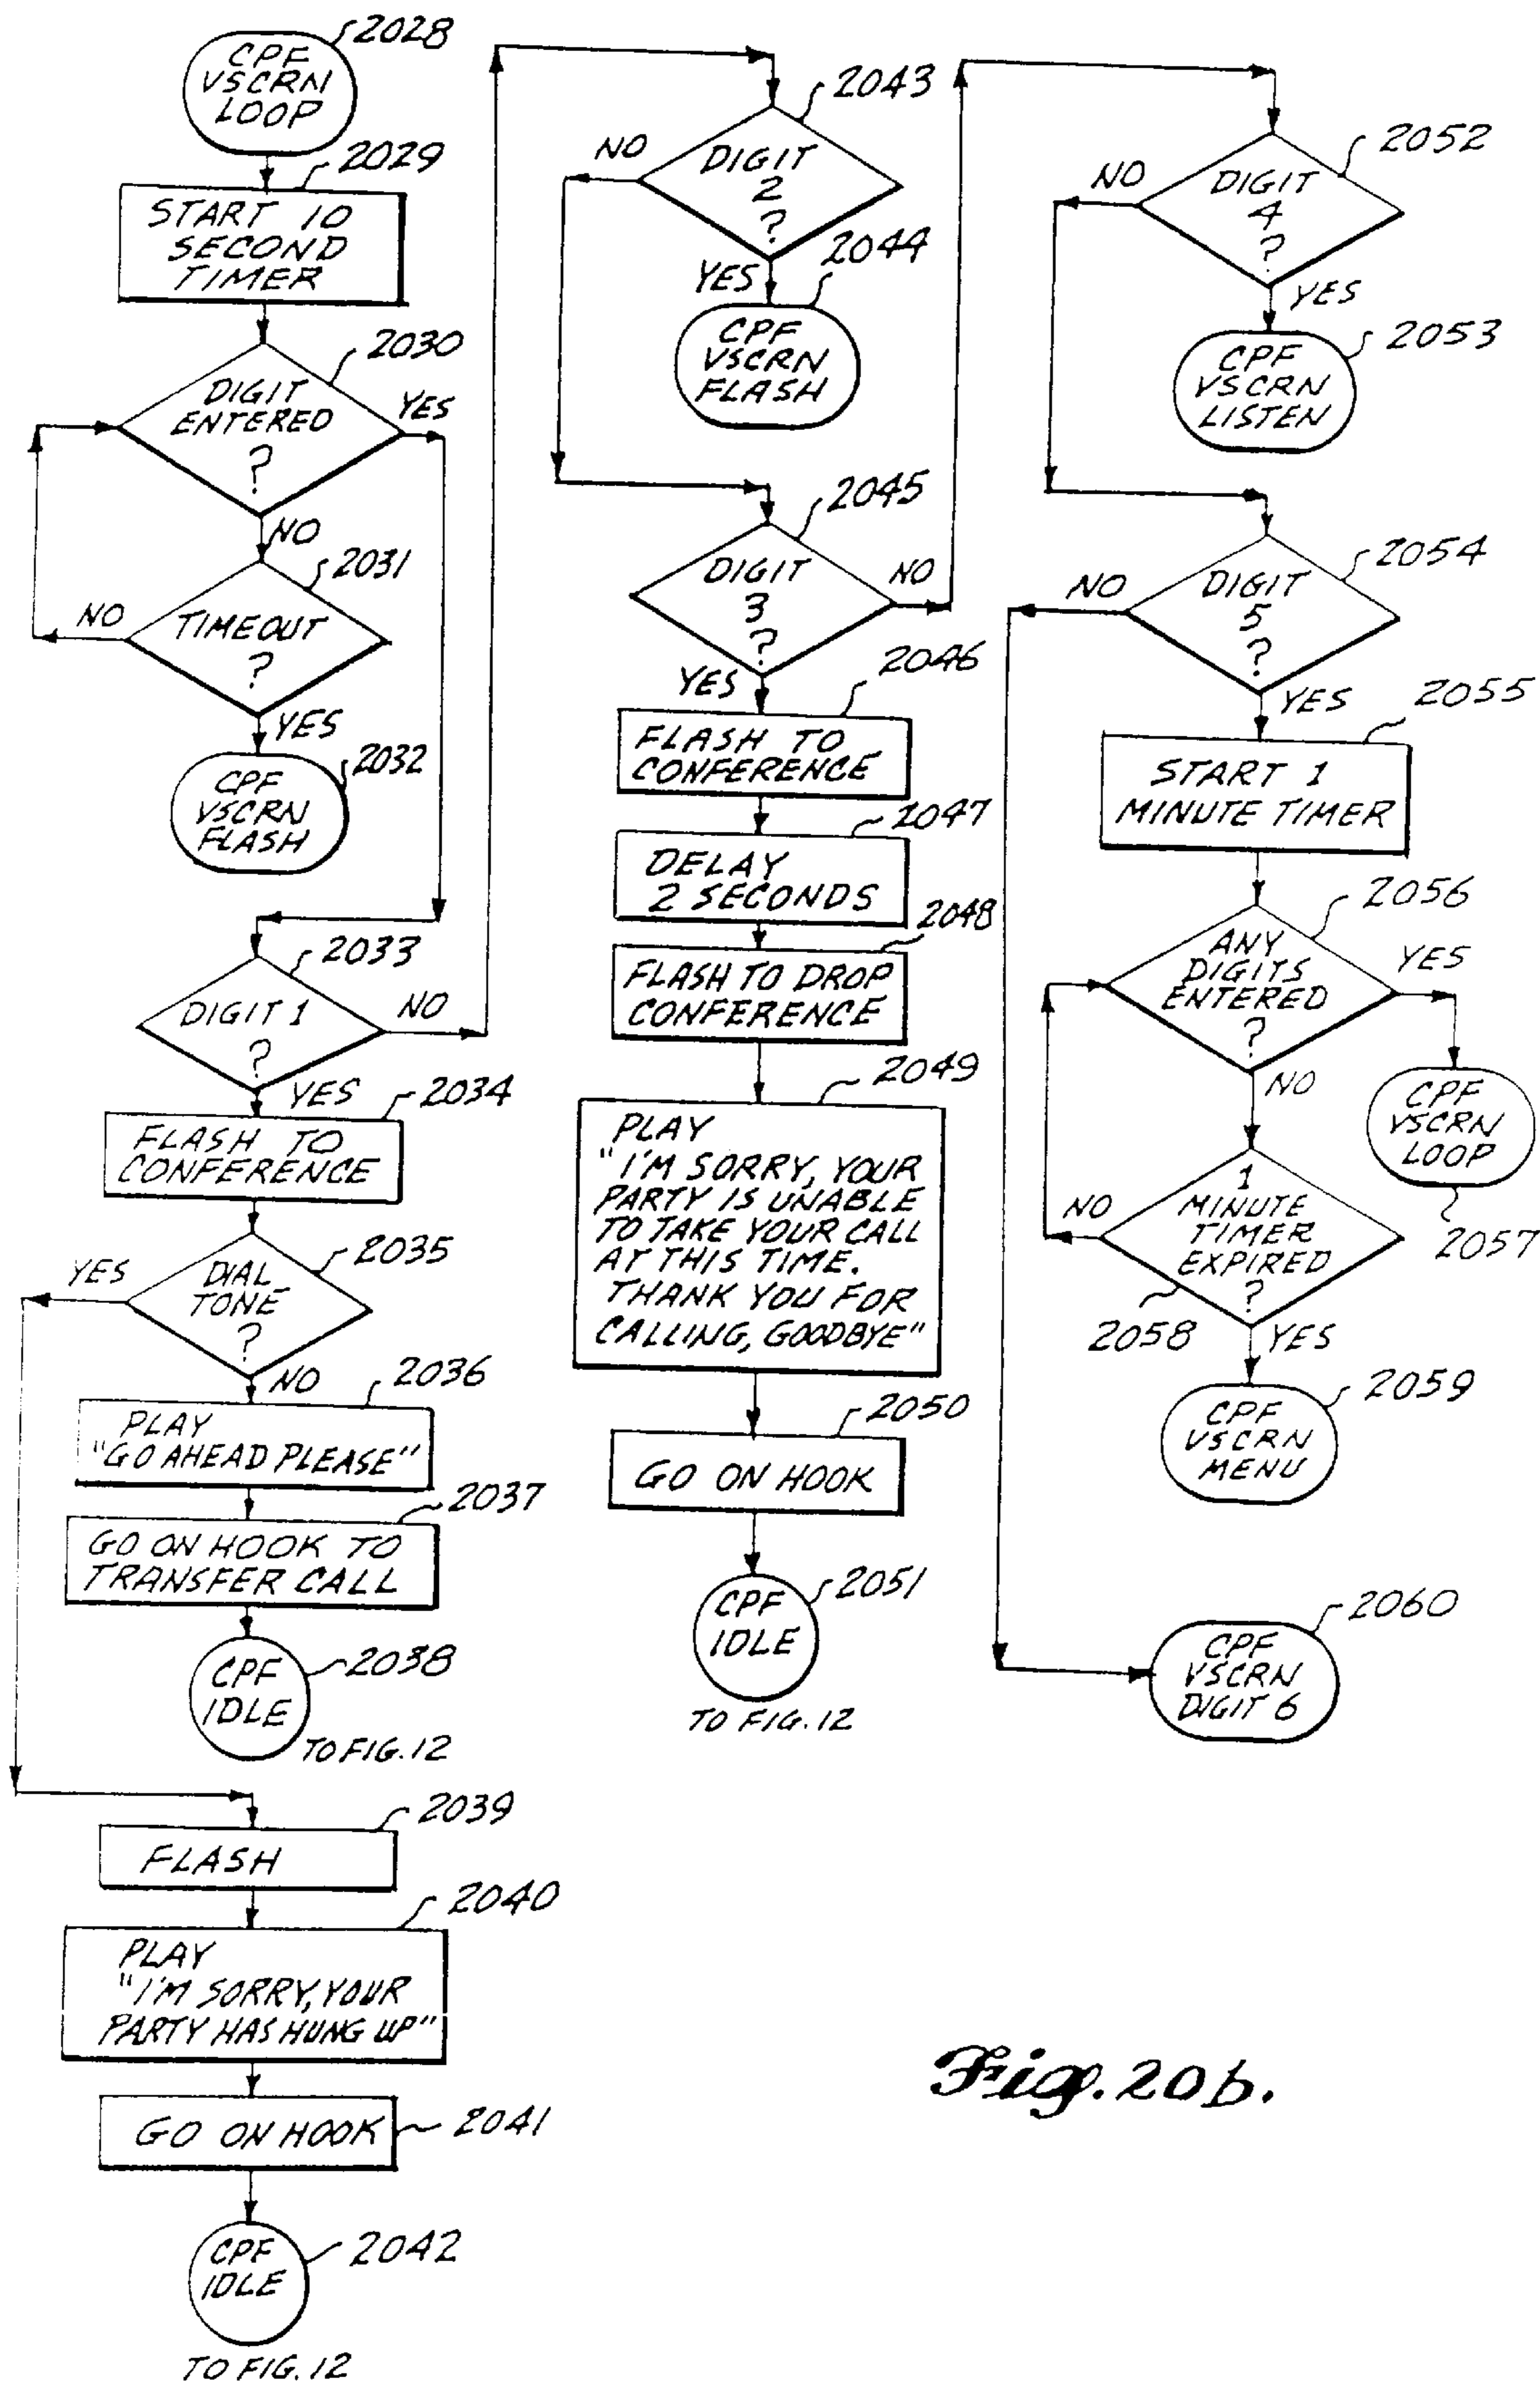 CPF
VSCRN
LOOP
2028
START 10
SECOND
TIMER
2029
DIGIT
ENTERED
?
2030
YES
NO
TIMEOUT
?
2031
NO
YES
CPF
VSCRN
FLASH
2032
DIGIT 1
?
2033
NO
YES
FLASH TO
CONFERENCE
2034
DIAL
TONE
?
2035
YES
NO
PLAY
"GO AHEAD PLEASE"
2036
GO ON HOOK TO
TRANSFER CALL
2037
CPF
IDLE
2038
TO FIG. 12
FLASH
2039
PLAY
"I'M SORRY, YOUR
PARTY HAS HUNG UP"
2040
GO ON HOOK
2041
CPF
IDLE
2042
TO FIG. 12
DIGIT
2
?
2043
NO
YES
CPF
VSCRN
FLASH
2044
DIGIT
3
?
2045
NO
YES
FLASH TO
CONFERENCE
2046
DELAY
2 SECONDS
2047
FLASH TO DROP
CONFERENCE
2048
PLAY
"I'M SORRY, YOUR
PARTY IS UNABLE
TO TAKE YOUR CALL
AT THIS TIME.
THANK YOU FOR
CALLING, GOODBYE"
2049
GO ON HOOK
2050
CPF
IDLE
2051
TO FIG. 12
DIGIT
4
?
2052
NO
YES
CPF
VSCRN
LISTEN
2053
DIGIT
5
?
2054
NO
YES
START 1
MINUTE TIMER
2055
ANY
DIGITS
ENTERED
?
2056
YES
NO
CPF
VSCRN
LOOP
2057
1
MINUTE
TIMER
EXPIRED
?
2058
NO
YES
CPF
VSCRN
MENU
2059
CPF
VSCRN
DIGIT 6
2060
Fig. 20b.